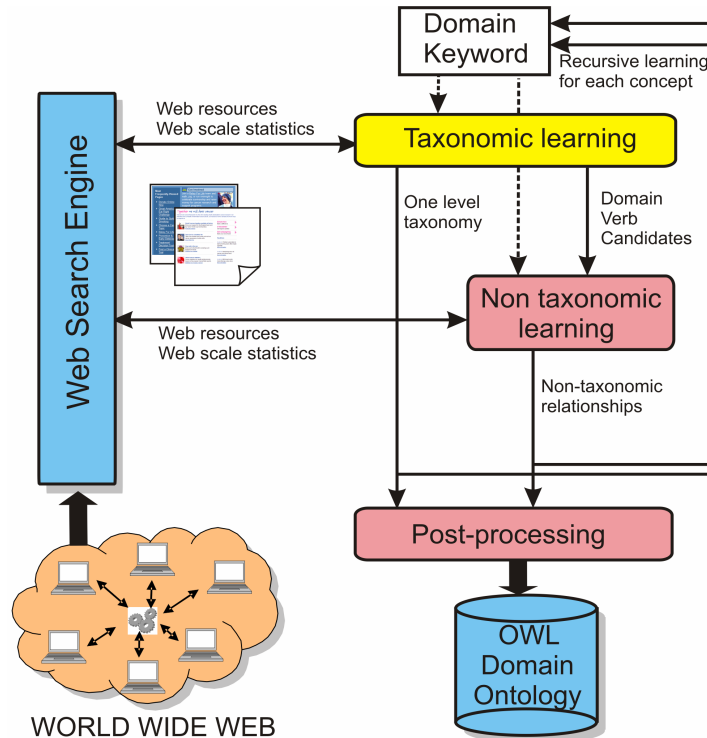 Domain
Keyword
Recursive learning
for each concept
Web resources
Web scale statistics
Taxonomic learning
One level
taxonomy
Domain
Verb
Candidates
Web Search Engine
Non taxonomic
learning
Web resources
Web scale statistics
Non-taxonomic
relationships
Post-processing
OWL
Domain
Ontology
WORLD WIDE WEB